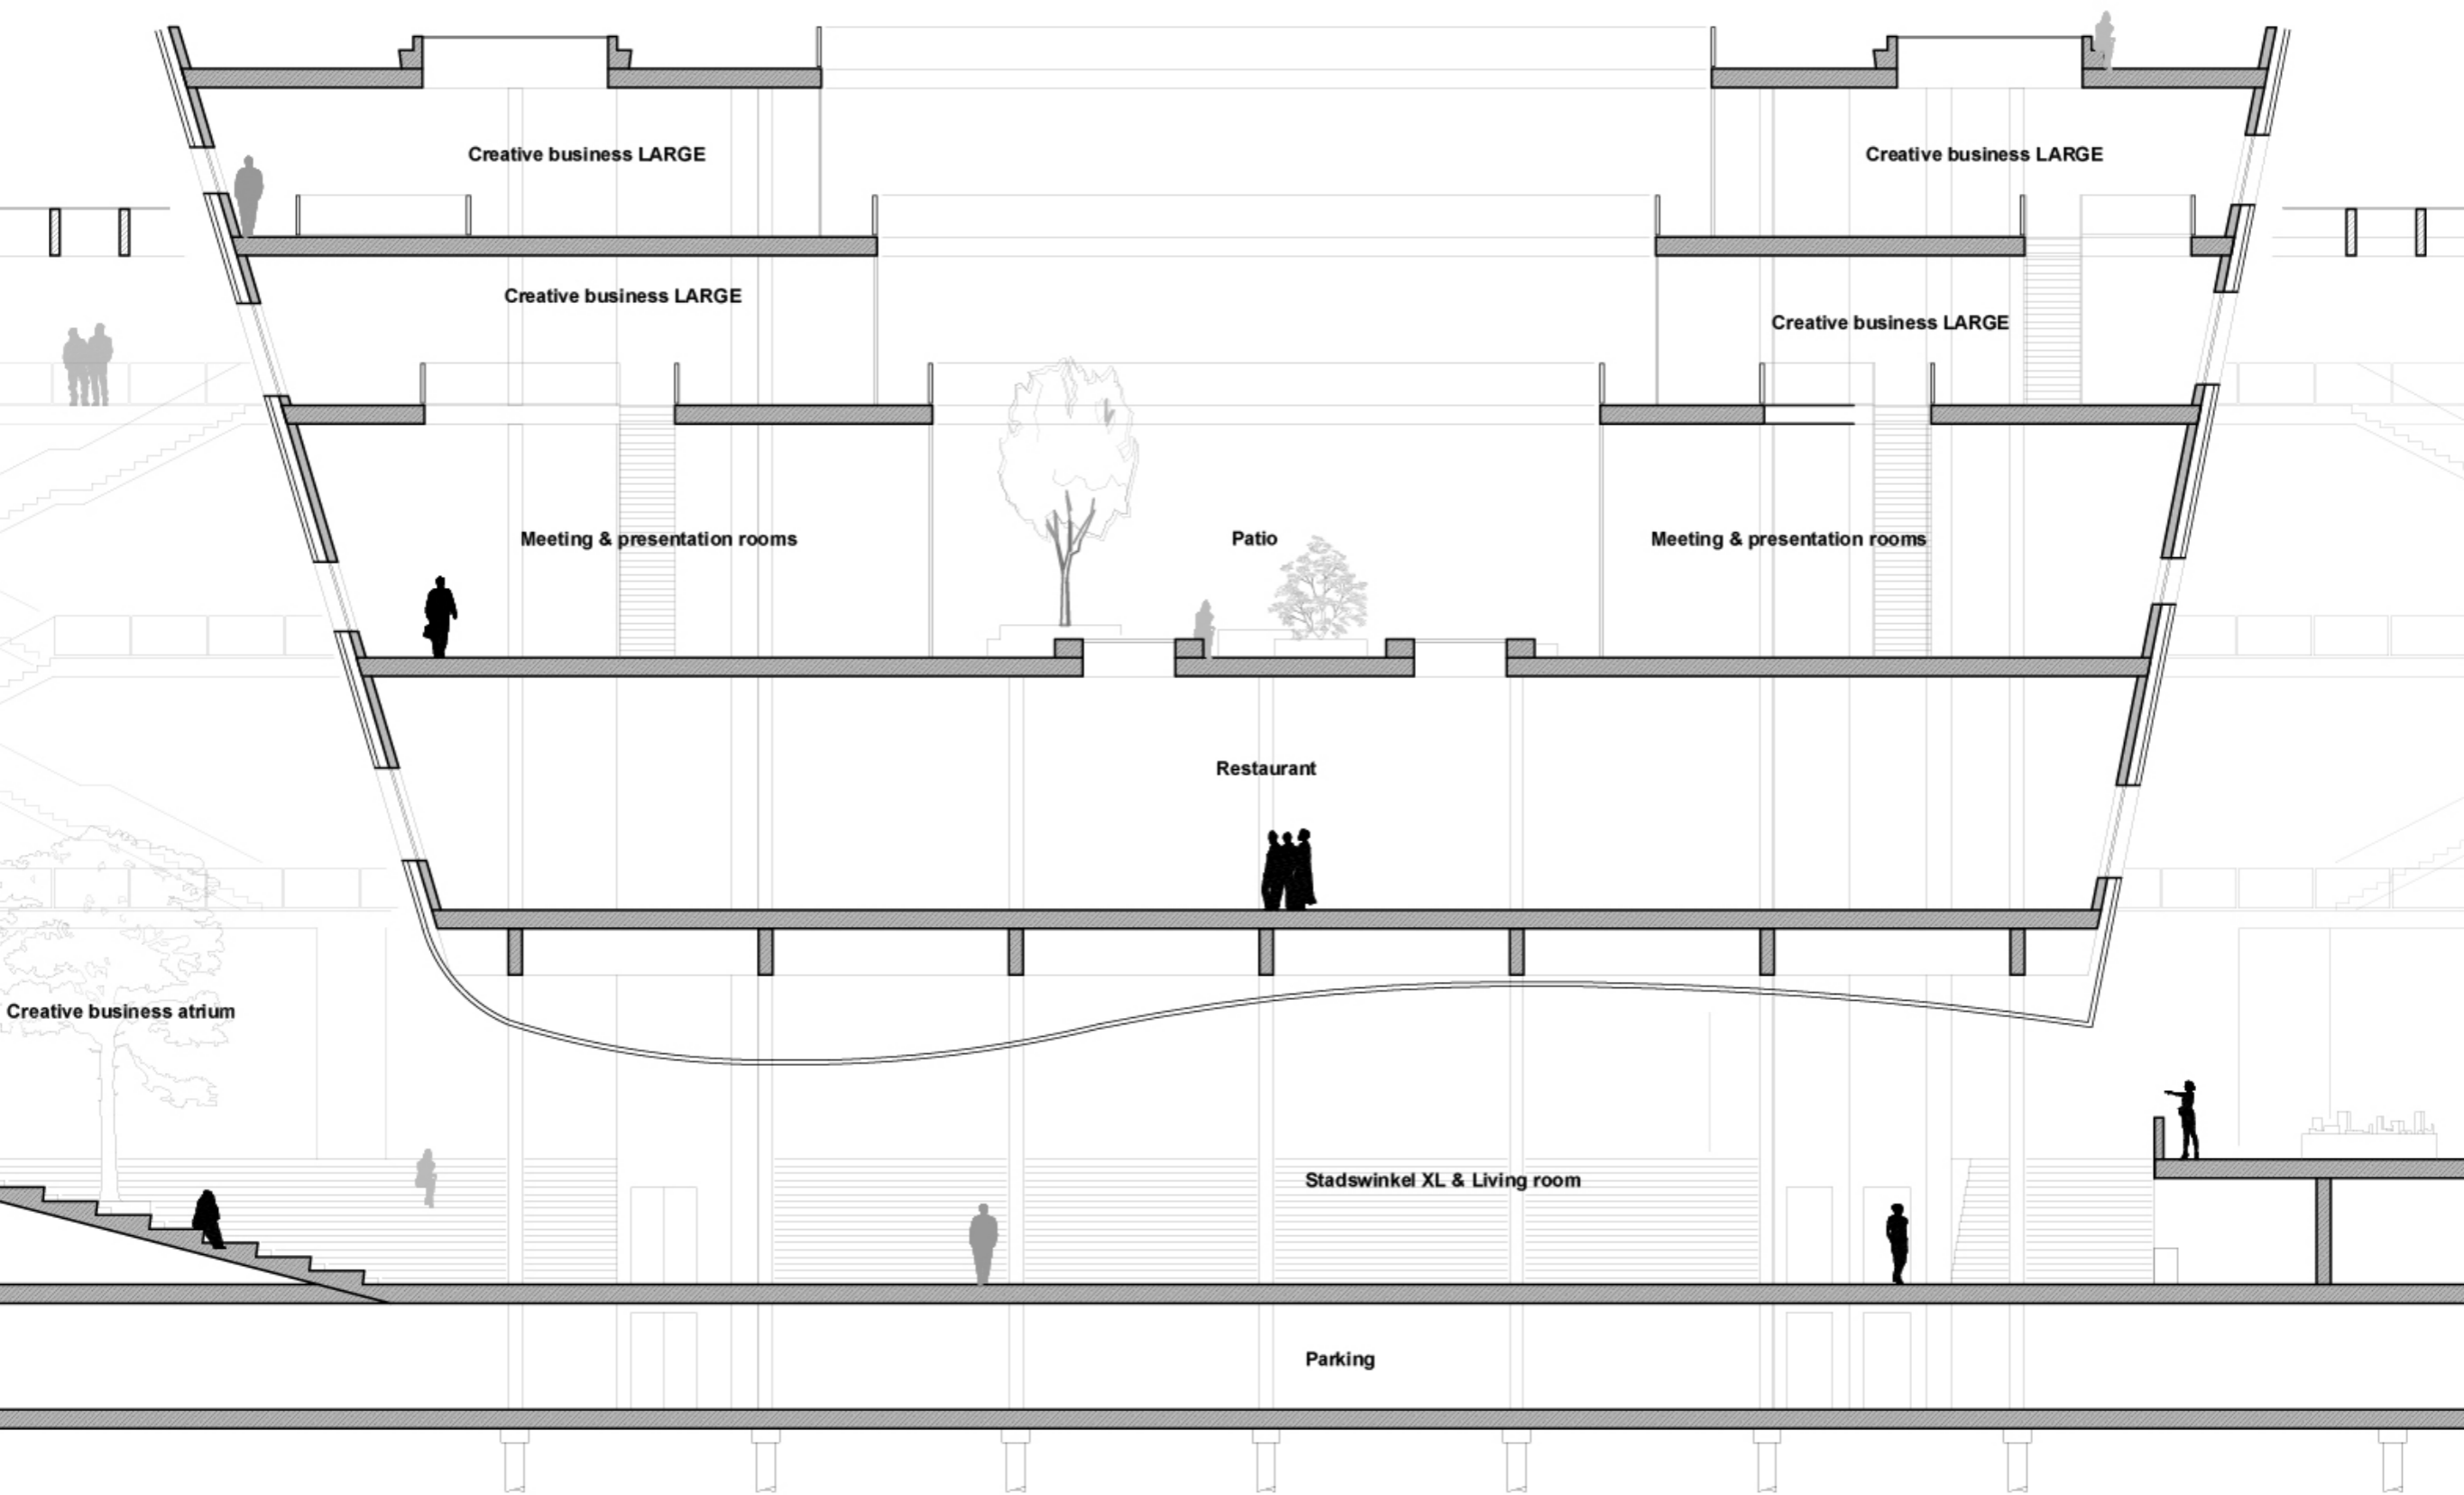 Creative business LARGE
Creative business LARGE
Creative business LARGE
Creative business LARGE
Meeting & presentation rooms
Patio
Meeting & presentation rooms
Restaurant
Creative business atrium
Stadswinkel XL & Living room
Parking